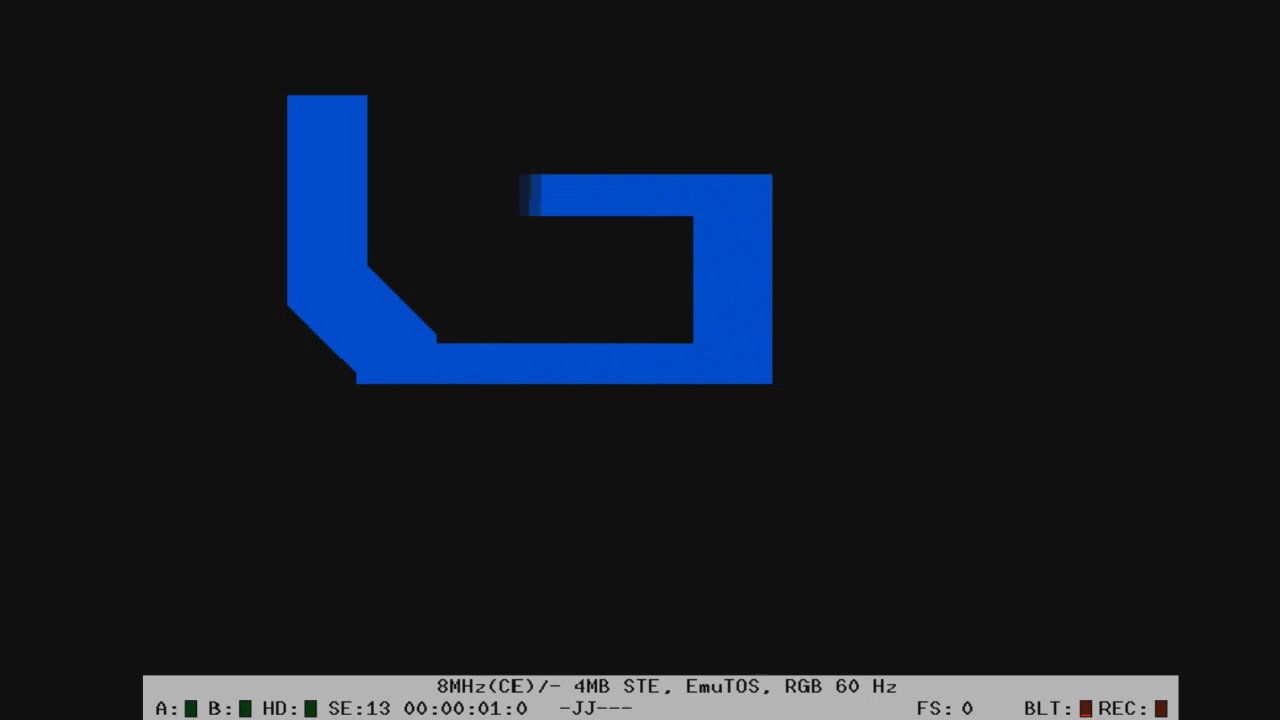 8MHz(CE)/- 4MB STE, EmuTOS, RGB 60 Hz
A: B: HD: SE:13 00:00:01:0 -JJ--- FS: 0 BLT: REC: